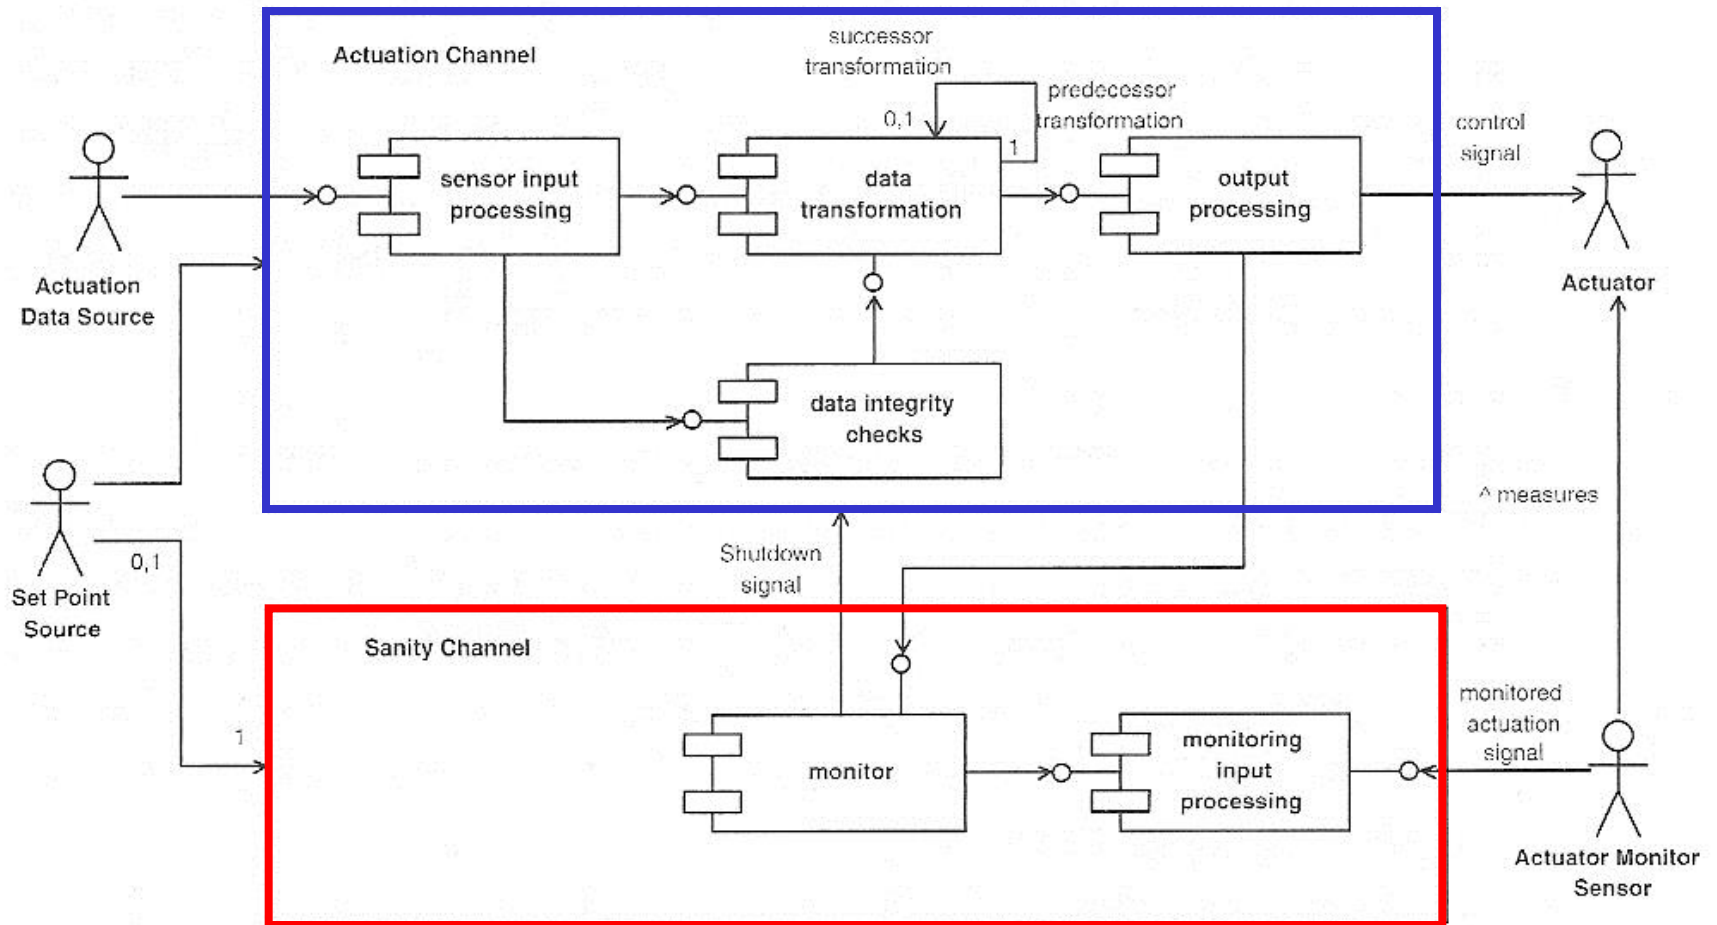 Actuation Channel
successor
transformation
predecessor
transformation
0,1
1
control
signal
sensor input
processing
data
transformation
output
processing
Actuation
Data Source
Actuator
data integrity
checks
^ measures
Shutdown
signal
0,1
Set Point
Source
Sanity Channel
1
monitor
monitoring
input
processing
monitored
actuation
signal
Actuator Monitor
Sensor